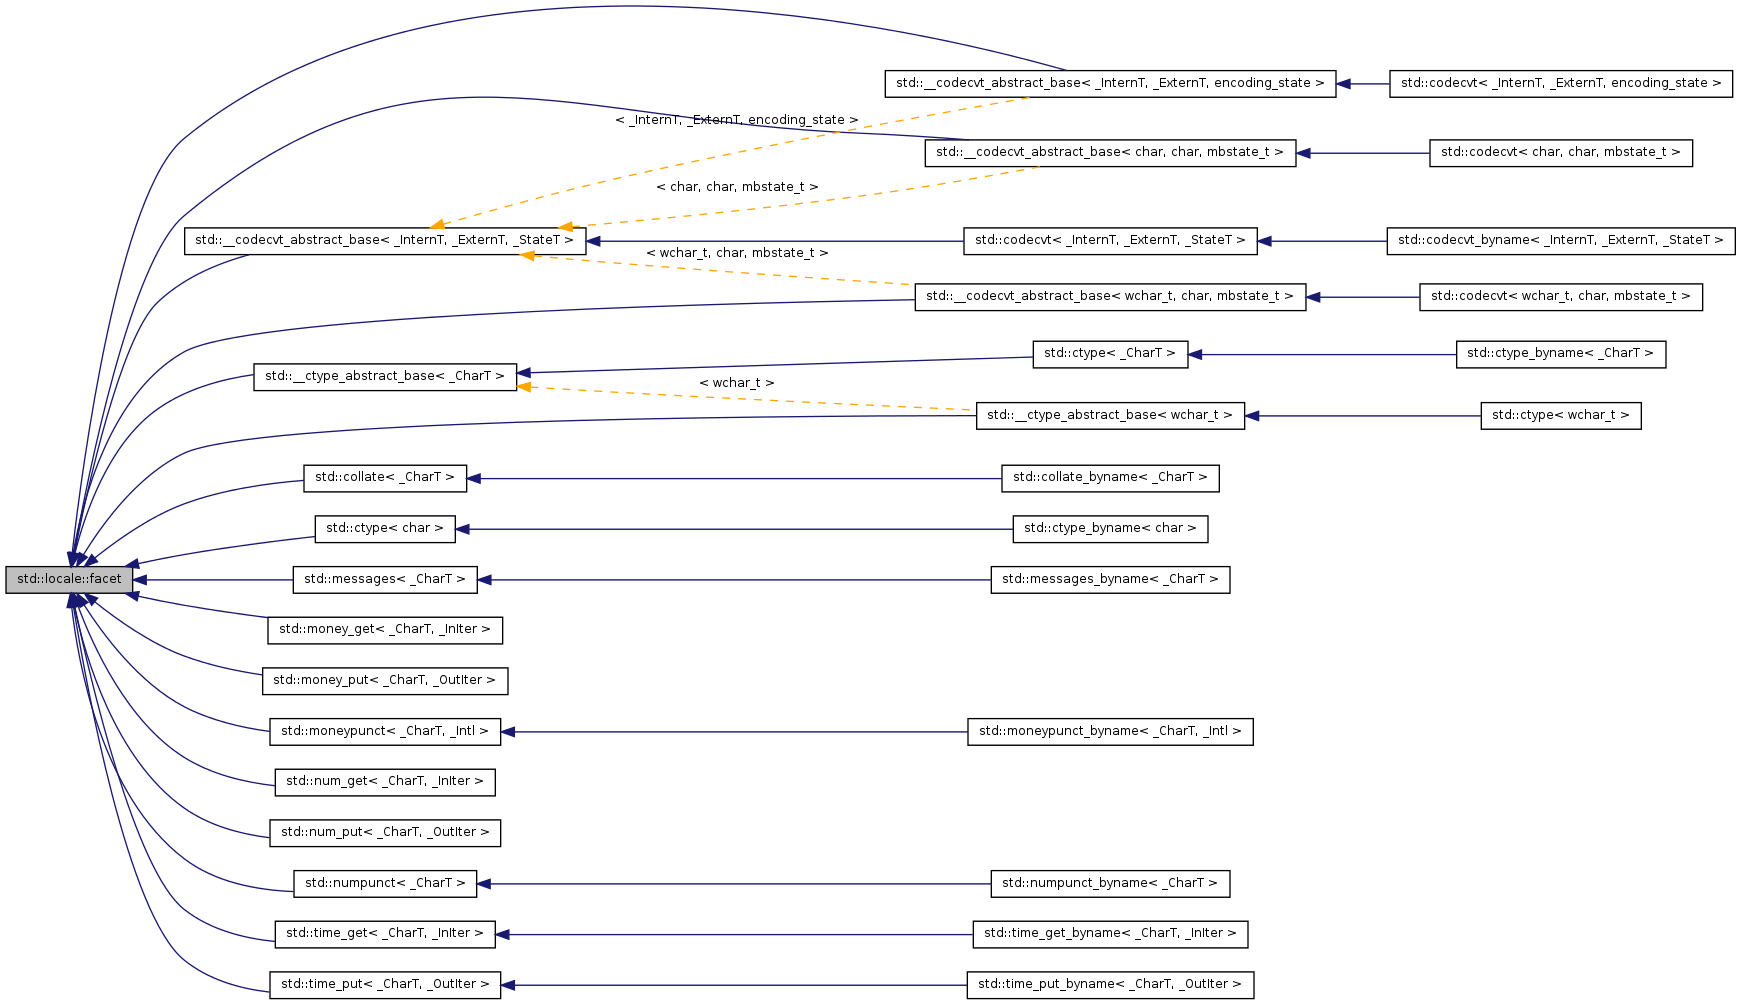 std::__codecvt_abstract_base< _InternT, _ExternT, encoding_state >
std::codecvt< _InternT, _ExternT, encoding_state >
< _InternT, _ExternT, encoding_state >
std::__codecvt_abstract_base< char, char, mbstate_t >
std::codecvt< char, char, mbstate_t >
< char, char, mbstate_t >
std::__codecvt_abstract_base< _InternT, _ExternT, _StateT >
std::codecvt< _InternT, _ExternT, _StateT >
std::codecvt_byname< _InternT, _ExternT, _StateT >
< wchar_t, char, mbstate_t >
std::__codecvt_abstract_base< wchar_t, char, mbstate_t >
std::codecvt< wchar_t, char, mbstate_t >
std::ctype< _CharT >
std::ctype_byname< _CharT >
std::__ctype_abstract_base< _CharT >
< wchar_t >
std::__ctype_abstract_base< wchar_t >
std::ctype< wchar_t >
std::collate< _CharT >
std::collate_byname< _CharT >
std::ctype< char >
std::ctype_byname< char >
std::locale::facet
std::messages< _CharT >
std::messages_byname< _CharT >
std::money_get< _CharT, _InIter >
std::money_put< _CharT, _OutIter >
std::moneypunct< _CharT, _Intl >
std::moneypunct_byname< _CharT, _Intl >
std::num_get< _CharT, _InIter >
std::num_put< _CharT, _OutIter >
std::numpunct< _CharT >
std::numpunct_byname< _CharT >
std::time_get< _CharT, _InIter >
std::time_get_byname< _CharT, _InIter >
std::time_put< _CharT, _OutIter >
std::time_put_byname< _CharT, _OutIter >